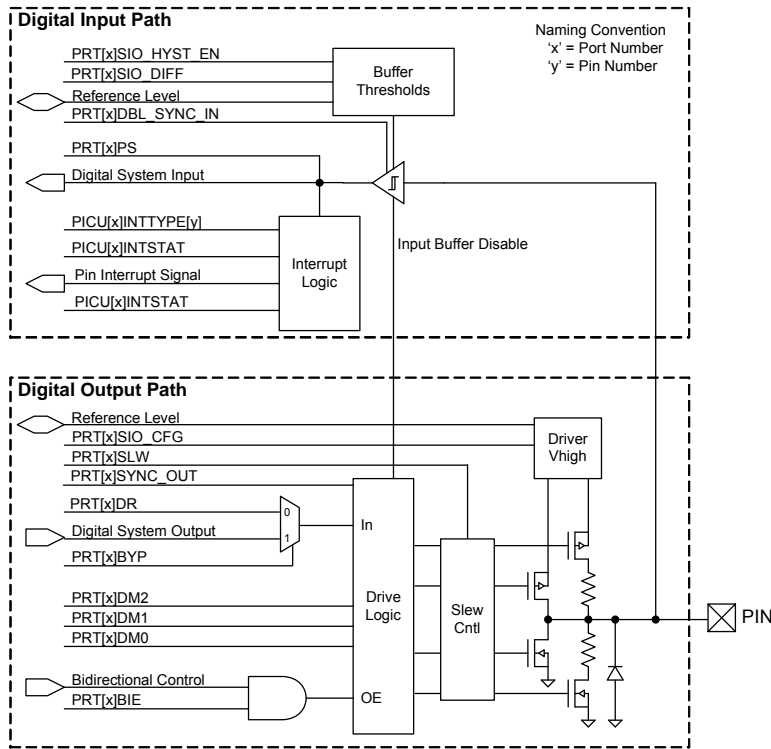 Digital Input Path
Naming Convention
'x' = Port Number
'y' = Pin Number
PRT[x]SIO_HYST_EN
PRT[x]SIO_DIFF
Reference Level
PRT[x]DBL_SYNC_IN
Buffer
Thresholds
PRT[x]PS
Digital System Input
PICU[x]INTTYPE[y]
PICU[x]INTSTAT
Pin Interrupt Signal
PICU[x]INTSTAT
Interrupt
Logic
Input Buffer Disable
Digital Output Path
Reference Level
PRT[x]SIO_CFG
PRT[x]SLW
PRT[x]SYNC_OUT
Driver
Vhigh
PRT[x]DR
Digital System Output
PRT[x]BYP
0
1
In
PRT[x]DM2
PRT[x]DM1
PRT[x]DM0
Drive
Logic
Slew
Cntl
PIN
Bidirectional Control
PRT[x]BIE
OE